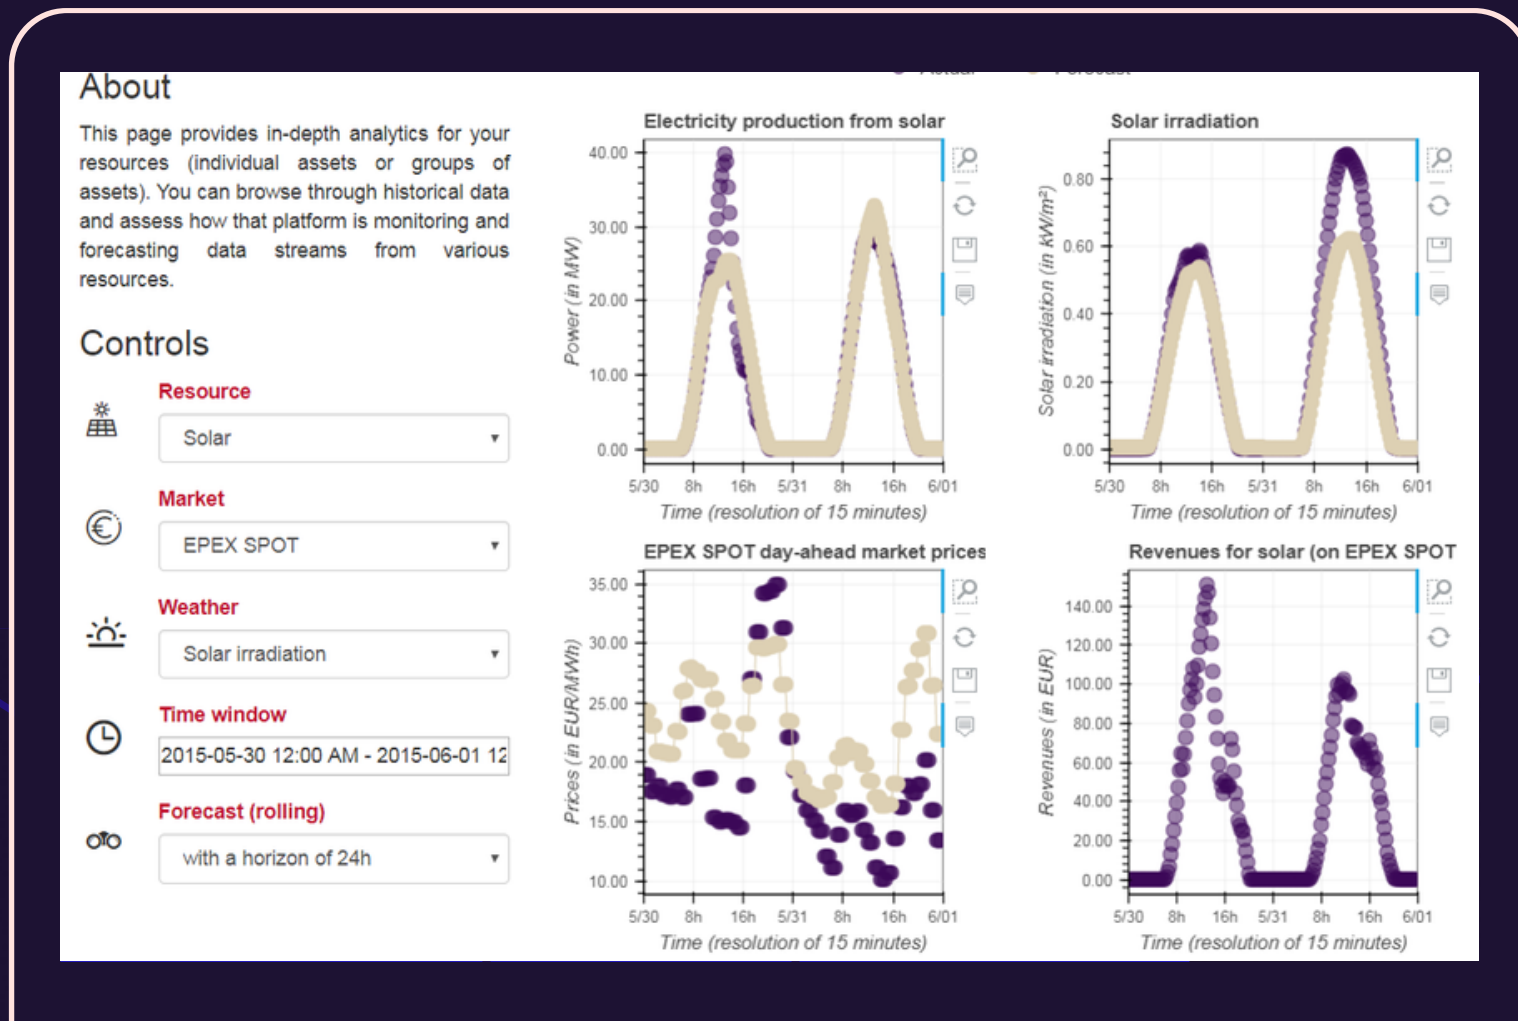 About
This page provides in-depth analytics for your
resources (individual assets or groups of
assets). You can browse through historical data
and assess how that platform is monitoring and
forecasting data streams from various
resources.
Controls
Resource
Solar
Market
EPEX SPOT
Weather
Solar irradiation
Time window
2015-05-30 12:00 AM - 2015-06-01 12
Forecast (rolling)
with a horizon of 24h
Actual Forecast
Electricity production from solar
Power (in MW)
40.00
30.00
20.00
10.00
0.00
5/30 8h 16h 5/31 8h 16h 6/01
Time (resolution of 15 minutes)
Solar irradiation
Solar irradiation (in kW/m²)
0.80
0.60
0.40
0.20
0.00
5/30 8h 16h 5/31 8h 16h 6/01
Time (resolution of 15 minutes)
EPEX SPOT day-ahead market prices
Prices (in EUR/MWh)
35.00
30.00
25.00
20.00
15.00
10.00
5/30 8h 16h 5/31 8h 16h 6/01
Time (resolution of 15 minutes)
Revenues for solar (on EPEX SPOT
Revenues (in EUR)
140.00
120.00
100.00
80.00
60.00
40.00
20.00
0.00
5/30 8h 16h 5/31 8h 16h 6/01
Time (resolution of 15 minutes)